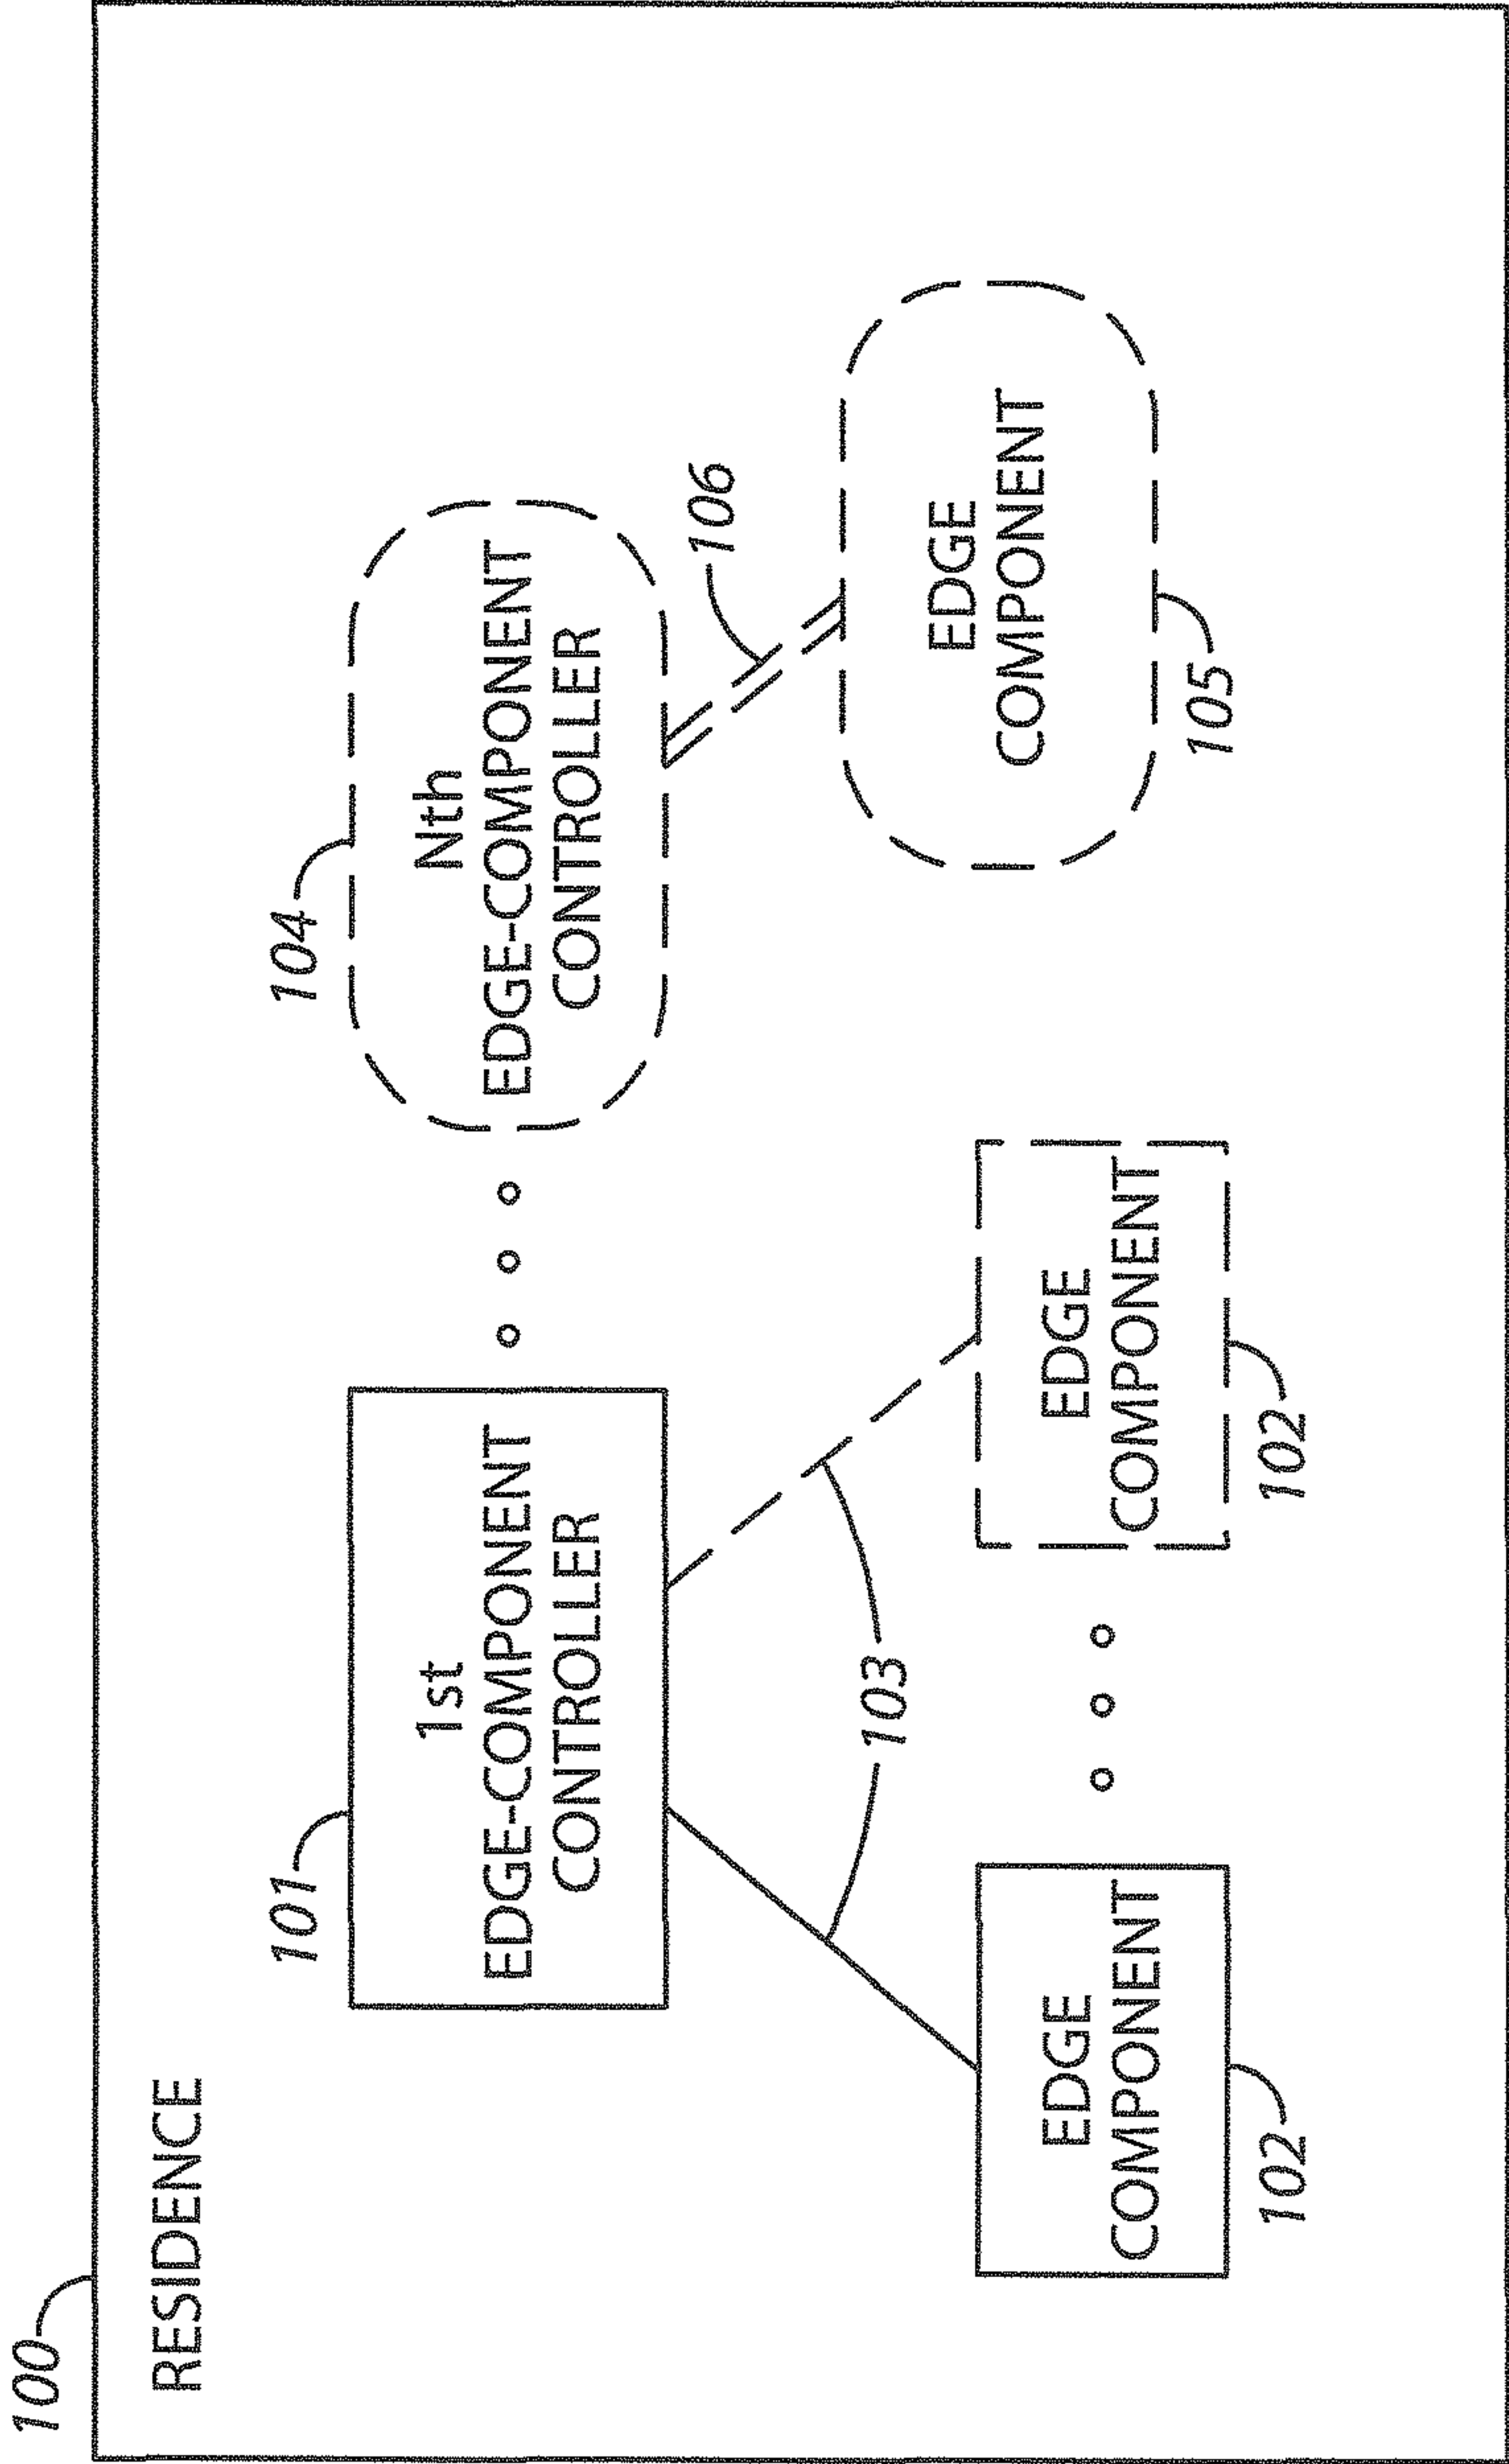 100
RESIDENCE
101
1st
EDGE-COMPONENT
CONTROLLER
104
Nth
EDGE-COMPONENT
CONTROLLER
103
106
EDGE
COMPONENT
102
EDGE
COMPONENT
102
EDGE
COMPONENT
105